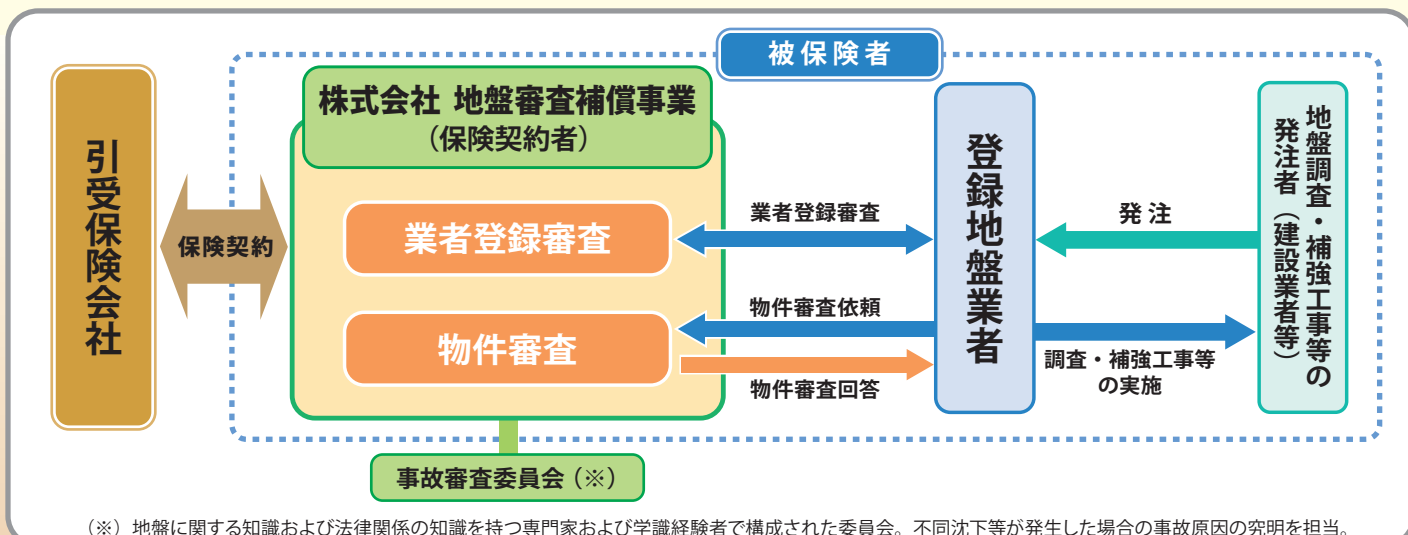 被保険者
引受保険会社
保険契約
株式会社 地盤審査補償事業
（保険契約者）
業者登録審査
物件審査
業者登録審査
物件審査依頼
物件審査回答
登録地盤業者
発注
調査・補強工事等
の実施
地盤調査・補強工事等の
発注者（建設業者等）
事故審査委員会（※）
（※）地盤に関する知識および法律関係の知識を持つ専門家および学識経験者で構成された委員会。不同沈下等が発生した場合の事故原因の究明を担当。